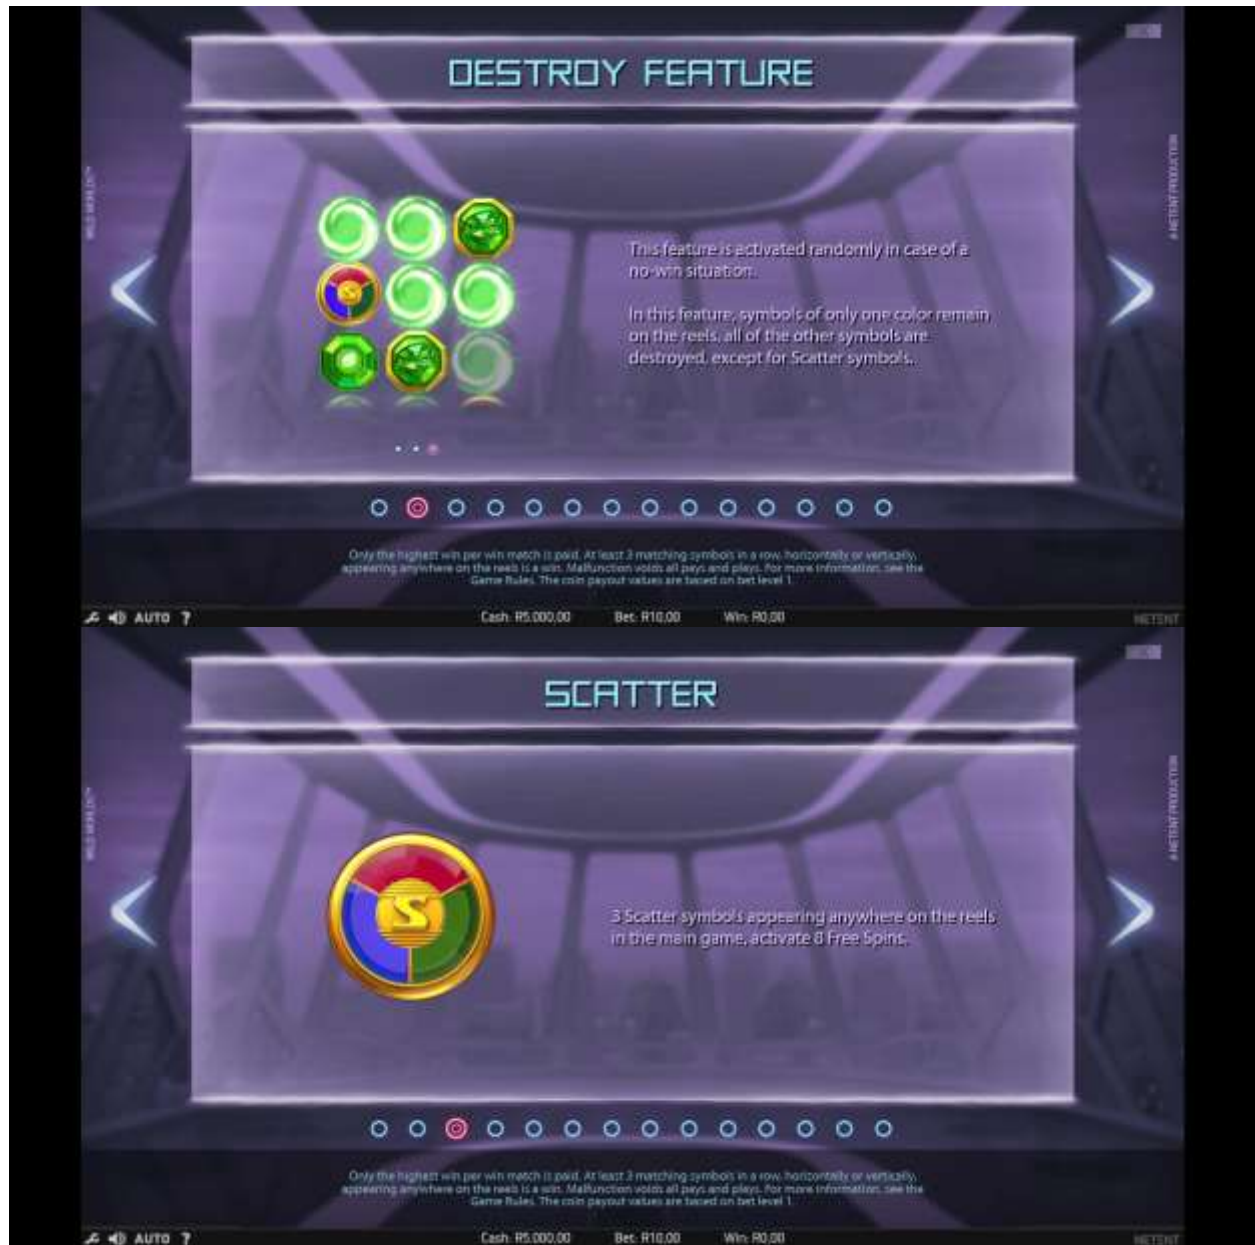 DESTROY FEATURE
WILD WORLDS™
A NETENT PRODUCTION
S
This feature is activated randomly in case of a
no-win situation.
In this feature, symbols of only one color remain
on the reels, all of the other symbols are
destroyed, except for Scatter symbols.
Only the highest win per win match is paid. At least 3 matching symbols in a row, horizontally or vertically,
appearing anywhere on the reels is a win. Malfunction voids all pays and plays. For more information, see the
Game Rules. The coin payout values are based on bet level 1.
AUTO ? Cash: R5.000,00 Bet: R10,00 Win: R0,00 NETENT
SCATTER
WILD WORLDS™
A NETENT PRODUCTION
S
3 Scatter symbols appearing anywhere on the reels
in the main game, activate 8 Free Spins.
Only the highest win per win match is paid. At least 3 matching symbols in a row, horizontally or vertically,
appearing anywhere on the reels is a win. Malfunction voids all pays and plays. For more information, see the
Game Rules. The coin payout values are based on bet level 1.
AUTO ? Cash: R5.000,00 Bet: R10,00 Win: R0,00 NETENT